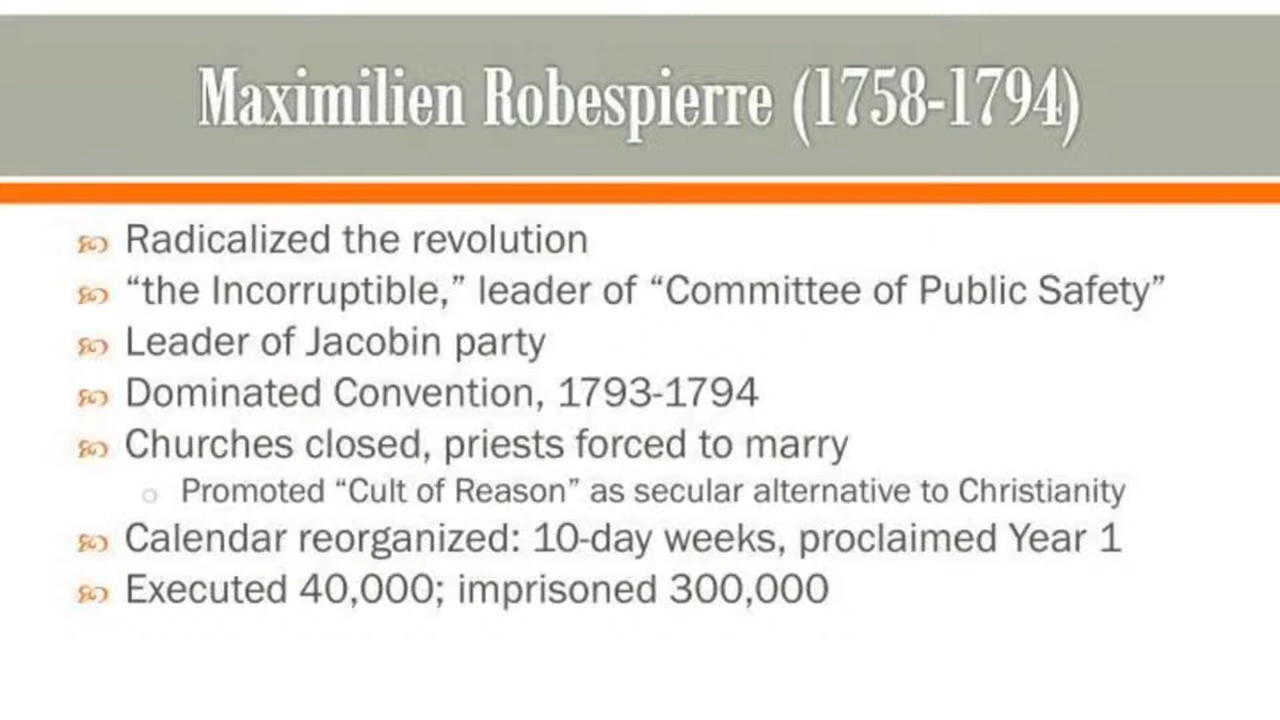 Maximilien Robespierre (1758-1794)
Radicalized the revolution
“the Incorruptible,” leader of “Committee of Public Safety”
Leader of Jacobin party
Dominated Convention, 1793-1794
Churches closed, priests forced to marry
Promoted “Cult of Reason” as secular alternative to Christianity
Calendar reorganized: 10-day weeks, proclaimed Year 1
Executed 40,000; imprisoned 300,000